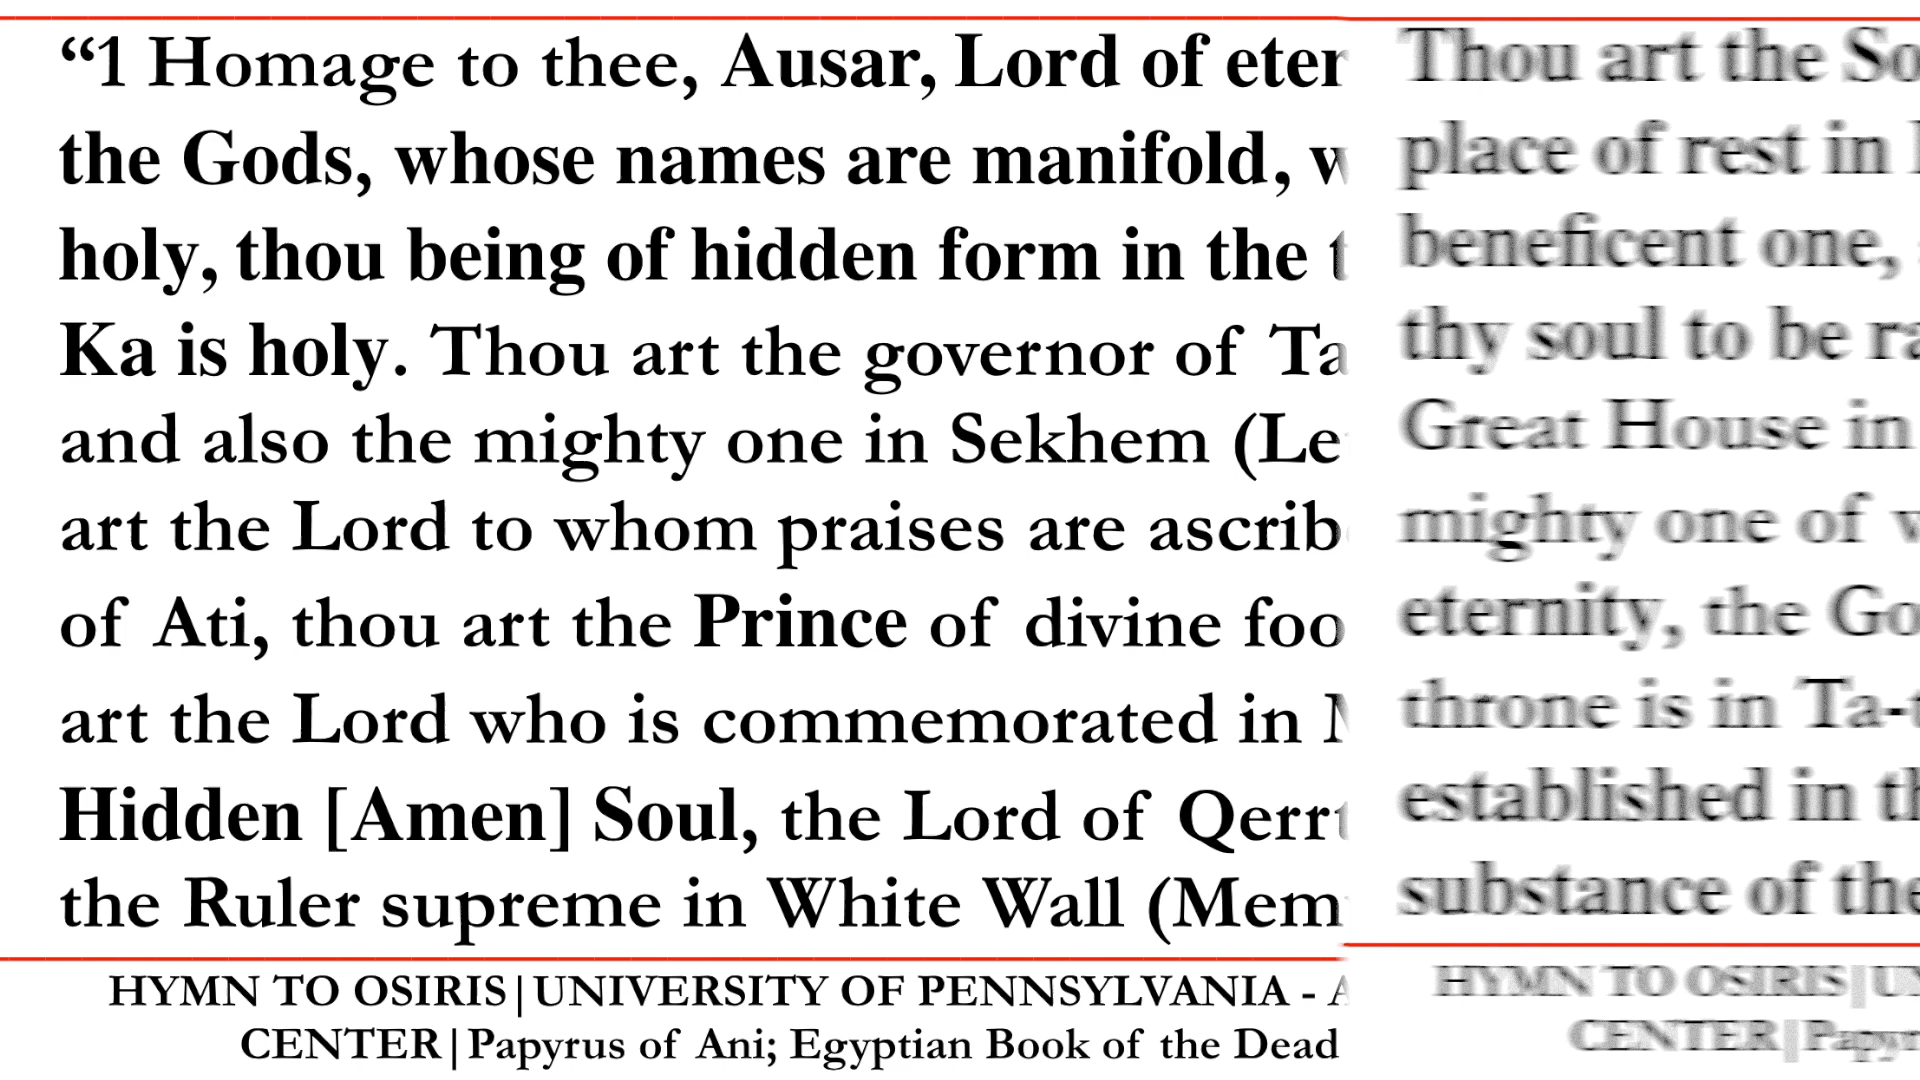 “1 Homage to thee, Ausar, Lord of eter
the Gods, whose names are manifold,
holy, thou being of hidden form in the
Ka is holy. Thou art the governor of Ta
and also the mighty one in Sekhem (Le
art the Lord to whom praises are ascrib
of Ati, thou art the Prince of divine foo
art the Lord who is commemorated in
Hidden [Amen] Soul, the Lord of Qerr
the Ruler supreme in White Wall (Mem
HYMN TO OSIRIS|UNIVERSITY OF PENNSYLVANIA - A
CENTER|Papyrus of Ani; Egyptian Book of the Dead
Thou art the So
place of rest in
beneficent one,
thy soul to be ra
Great House in
mighty one of
eternity, the Go
throne is in Ta-
established in th
substance of the
HYMN TO OSIRIS|U
CENTER|Papyr